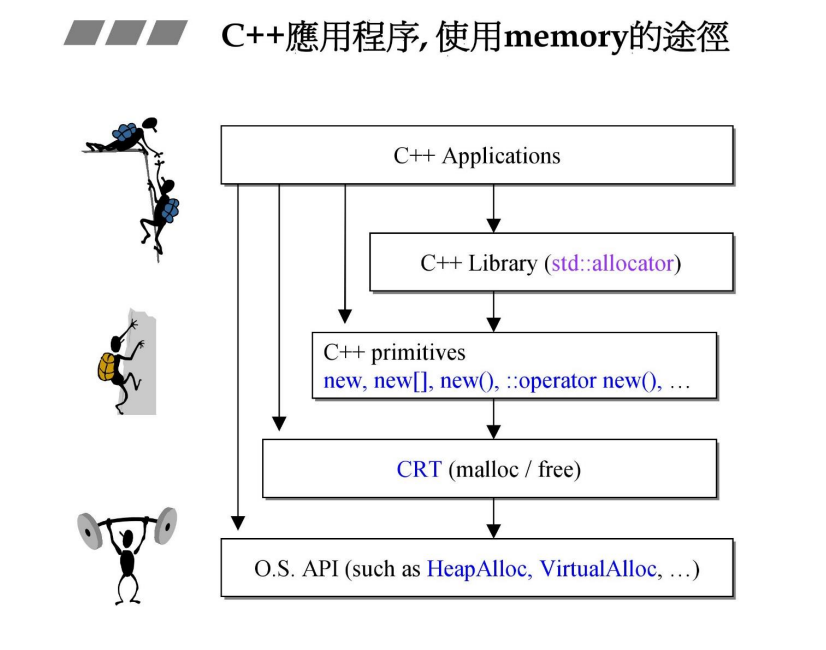 C++應用程序, 使用memory的途徑
C++ Applications
C++ Library (std::allocator)
C++ primitives
new, new[], new(), ::operator new(), …
CRT (malloc / free)
O.S. API (such as HeapAlloc, VirtualAlloc, …)